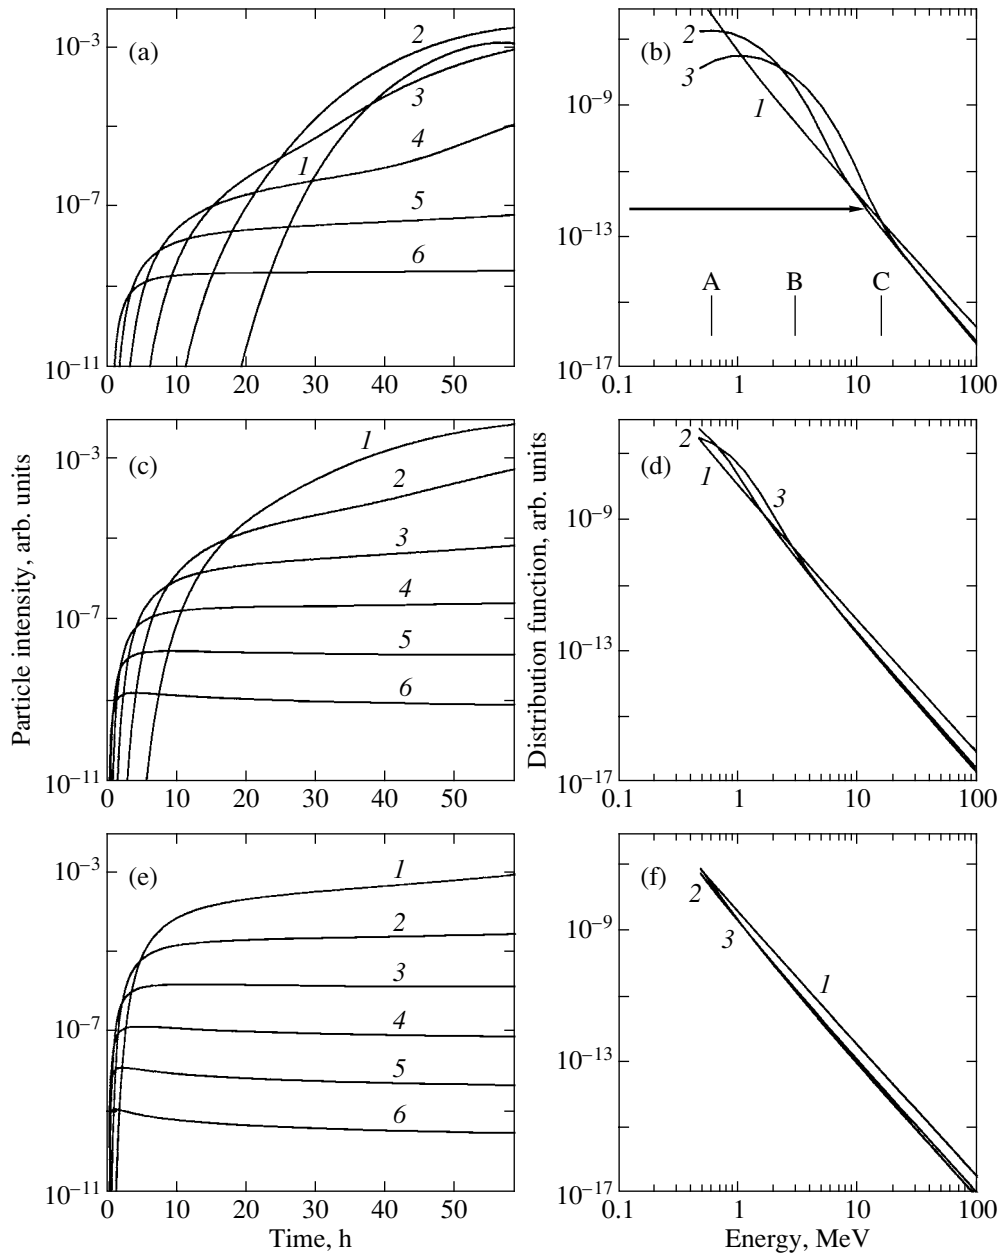 (a)
10⁻³
10⁻⁷
10⁻¹¹
1
2
3
4
5
6
0 10 20 30 40 50
(b)
2
3
1
10⁻⁹
10⁻¹³
10⁻¹⁷
A B C
0.1 1 10 100
Particle intensity, arb. units
(c)
10⁻³
10⁻⁷
10⁻¹¹
1
2
3
4
5
6
0 10 20 30 40 50
Distribution function, arb. units
(d)
2
1
3
10⁻⁹
10⁻¹³
10⁻¹⁷
0.1 1 10 100
(e)
10⁻³
10⁻⁷
10⁻¹¹
1
2
3
4
5
6
0 10 20 30 40 50
Time, h
(f)
2
3
1
10⁻⁹
10⁻¹³
10⁻¹⁷
0.1 1 10 100
Energy, MeV